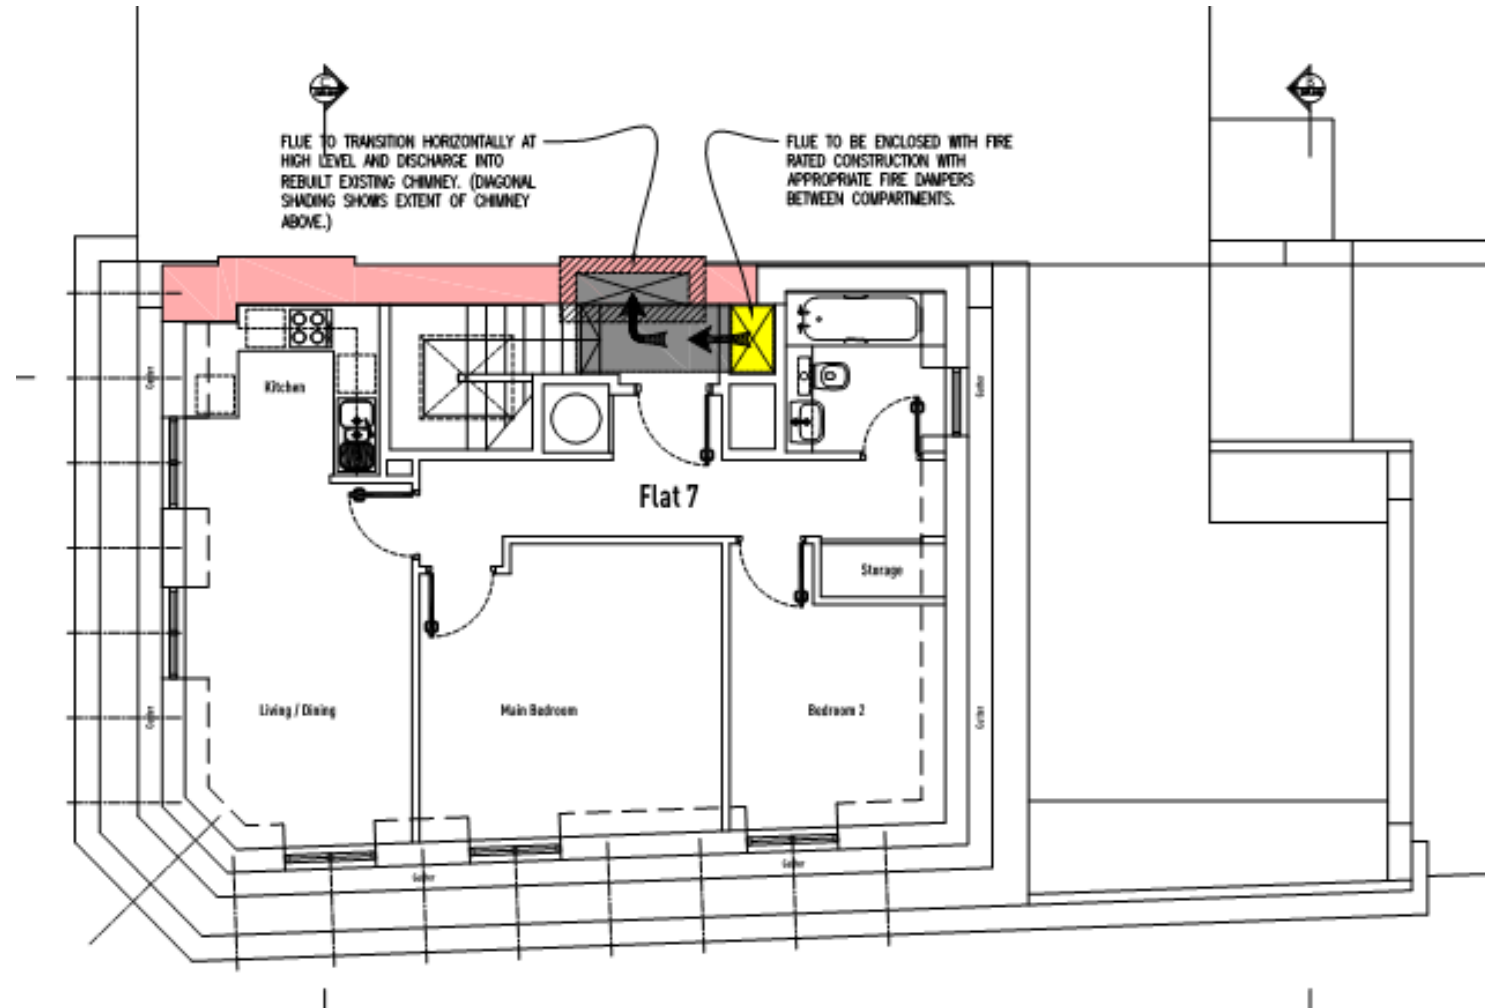 FLUE TO TRANSITION HORIZONTALLY AT
HIGH LEVEL AND DISCHARGE INTO
REBUILT EXISTING CHIMNEY. (DIAGONAL
SHADING SHOWS EXTENT OF CHIMNEY
ABOVE.)
FLUE TO BE ENCLOSED WITH FIRE
RATED CONSTRUCTION WITH
APPROPRIATE FIRE DAMPERS
BETWEEN COMPARTMENTS.
Kitchen
Gutter
Gutter
Flat 7
Storage
Living / Dining
Main Bedroom
Bedroom 2
Gutter
Gutter
Gutter
Gutter